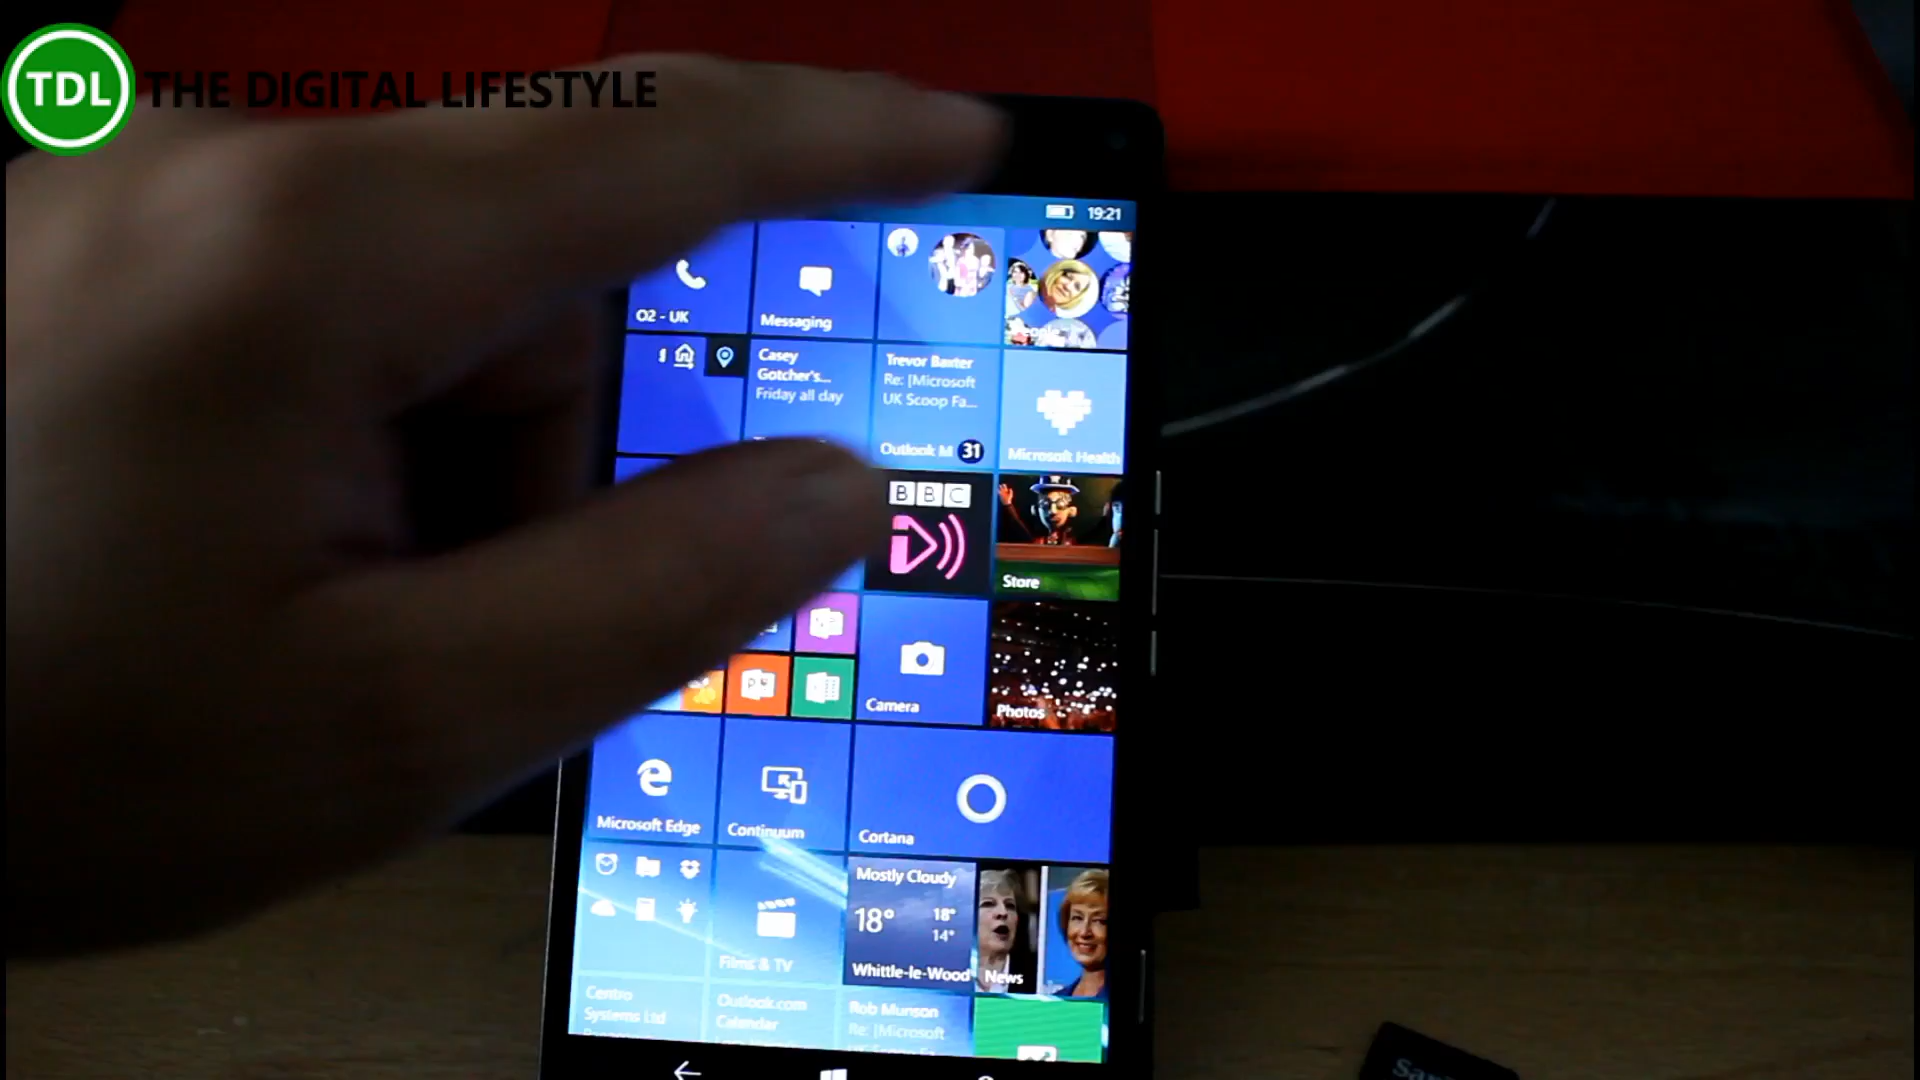 TDL THE DIGITAL LIFESTYLE
19:21
O2 - UK
Messaging
People
Casey
Gotcher's...
Friday all day
Trevor Baxter
Re: [Microsoft
UK Scoop Fa...
Outlook M 31
Microsoft Health
BBC
Store
Camera
Photos
Microsoft Edge
Continuum
Cortana
Films & TV
Mostly Cloudy
18°
18°
14°
Whittle-le-Wood
News
Centro
Systems Ltd
Outlook.com
Calendar
Rob Munson
Re: [Microsoft